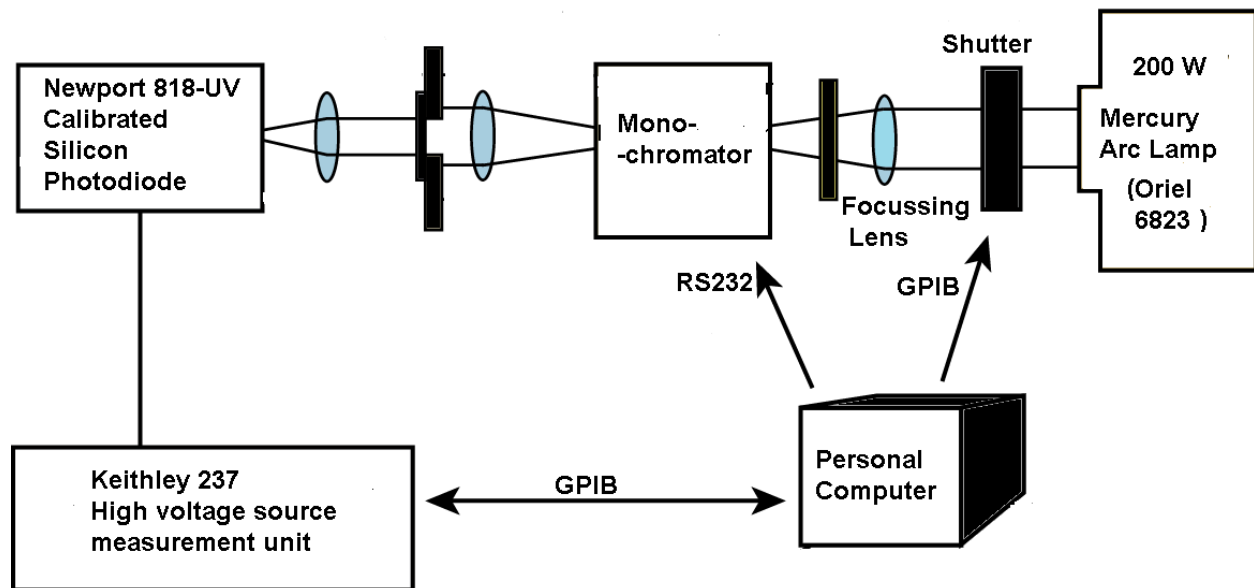 Newport 818-UV
Calibrated
Silicon
Photodiode
Mono-
-chromator
Shutter
Focussing
Lens
200 W
Mercury
Arc Lamp
(Oriel
6823 )
RS232
GPIB
Keithley 237
High voltage source
measurement unit
GPIB
Personal
Computer